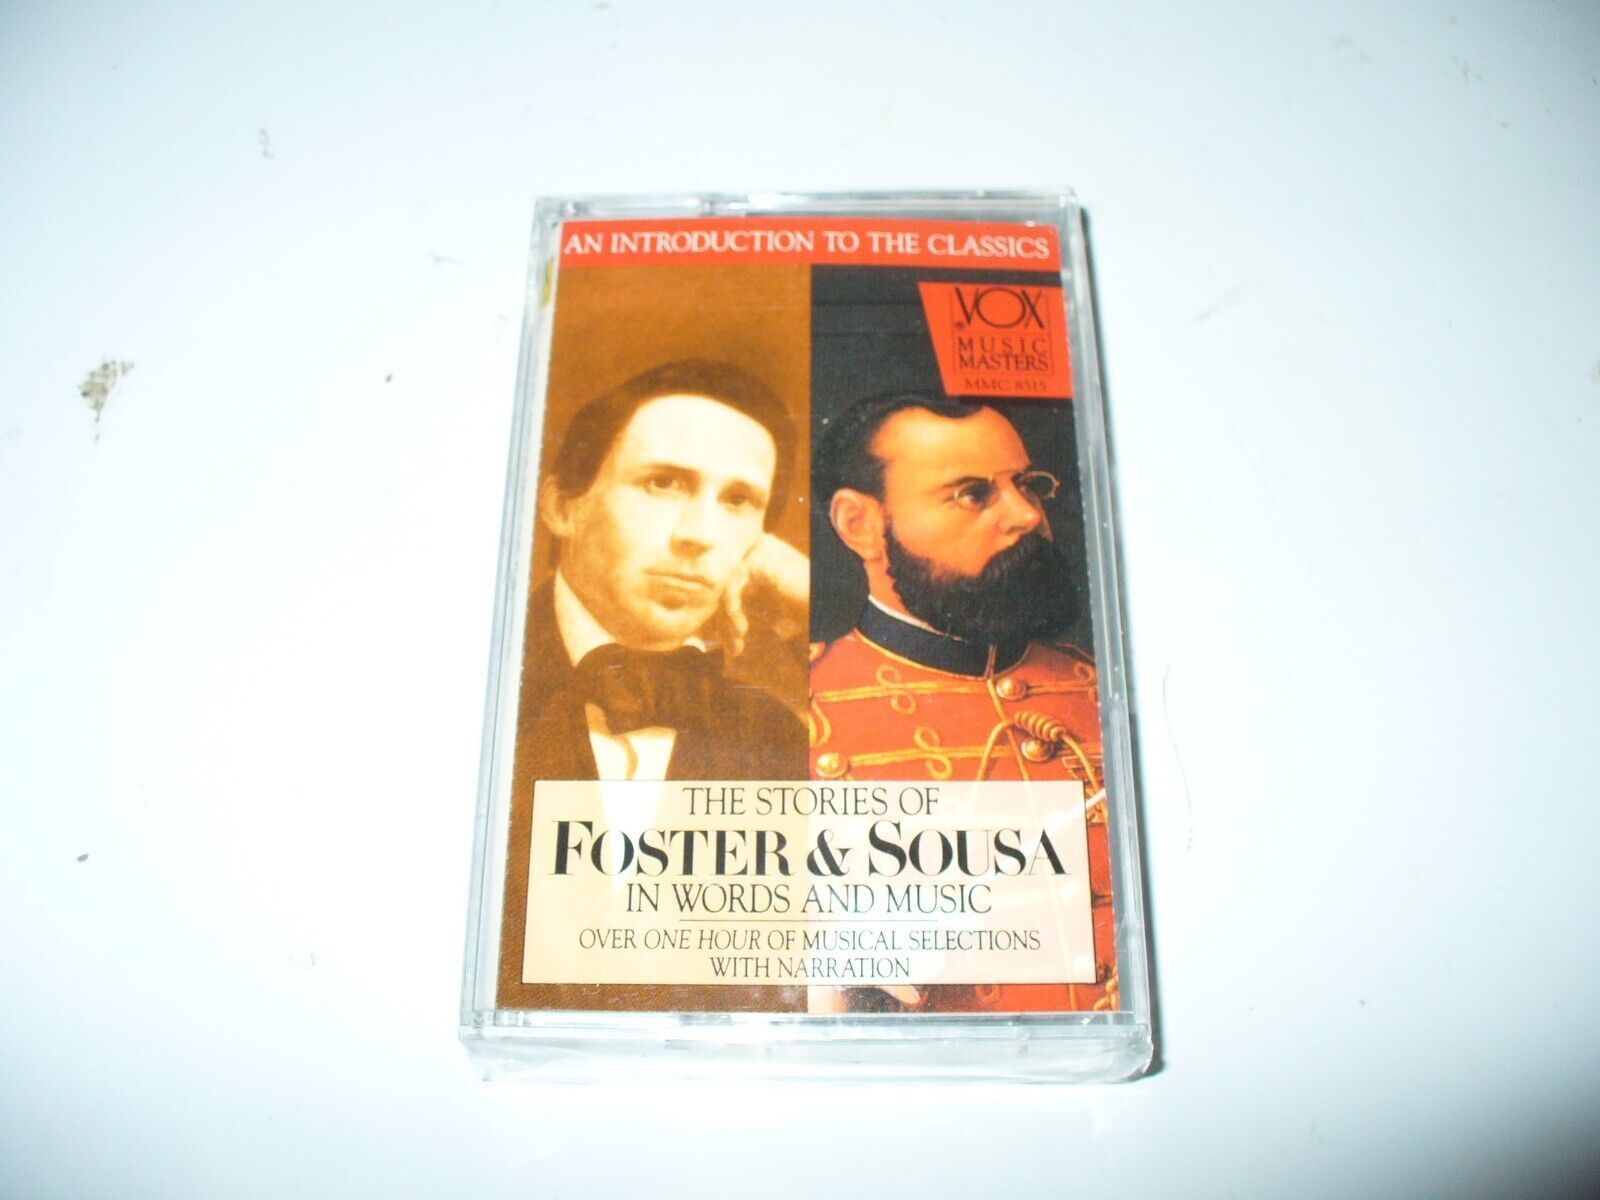 AN INTRODUCTION TO THE CLASSICS
VOX
MUSIC
MASTERS
MMC 8515
THE STORIES OF
FOSTER & SOUSA
IN WORDS AND MUSIC
OVER ONE HOUR OF MUSICAL SELECTIONS
WITH NARRATION